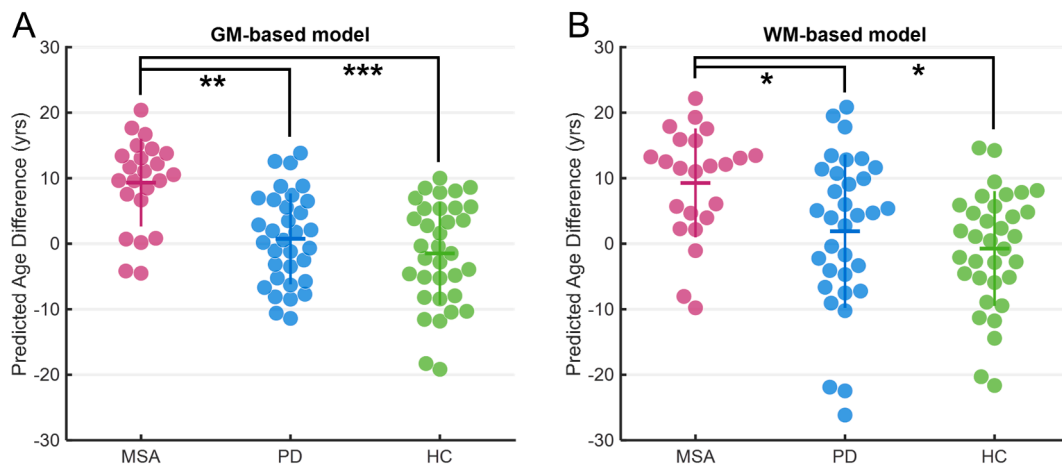 A
GM-based model
Predicted Age Difference (yrs)
30
20
10
0
-10
-20
-30
**
***
MSA PD HC
B
WM-based model
Predicted Age Difference (yrs)
30
20
10
0
-10
-20
-30
*
*
MSA PD HC